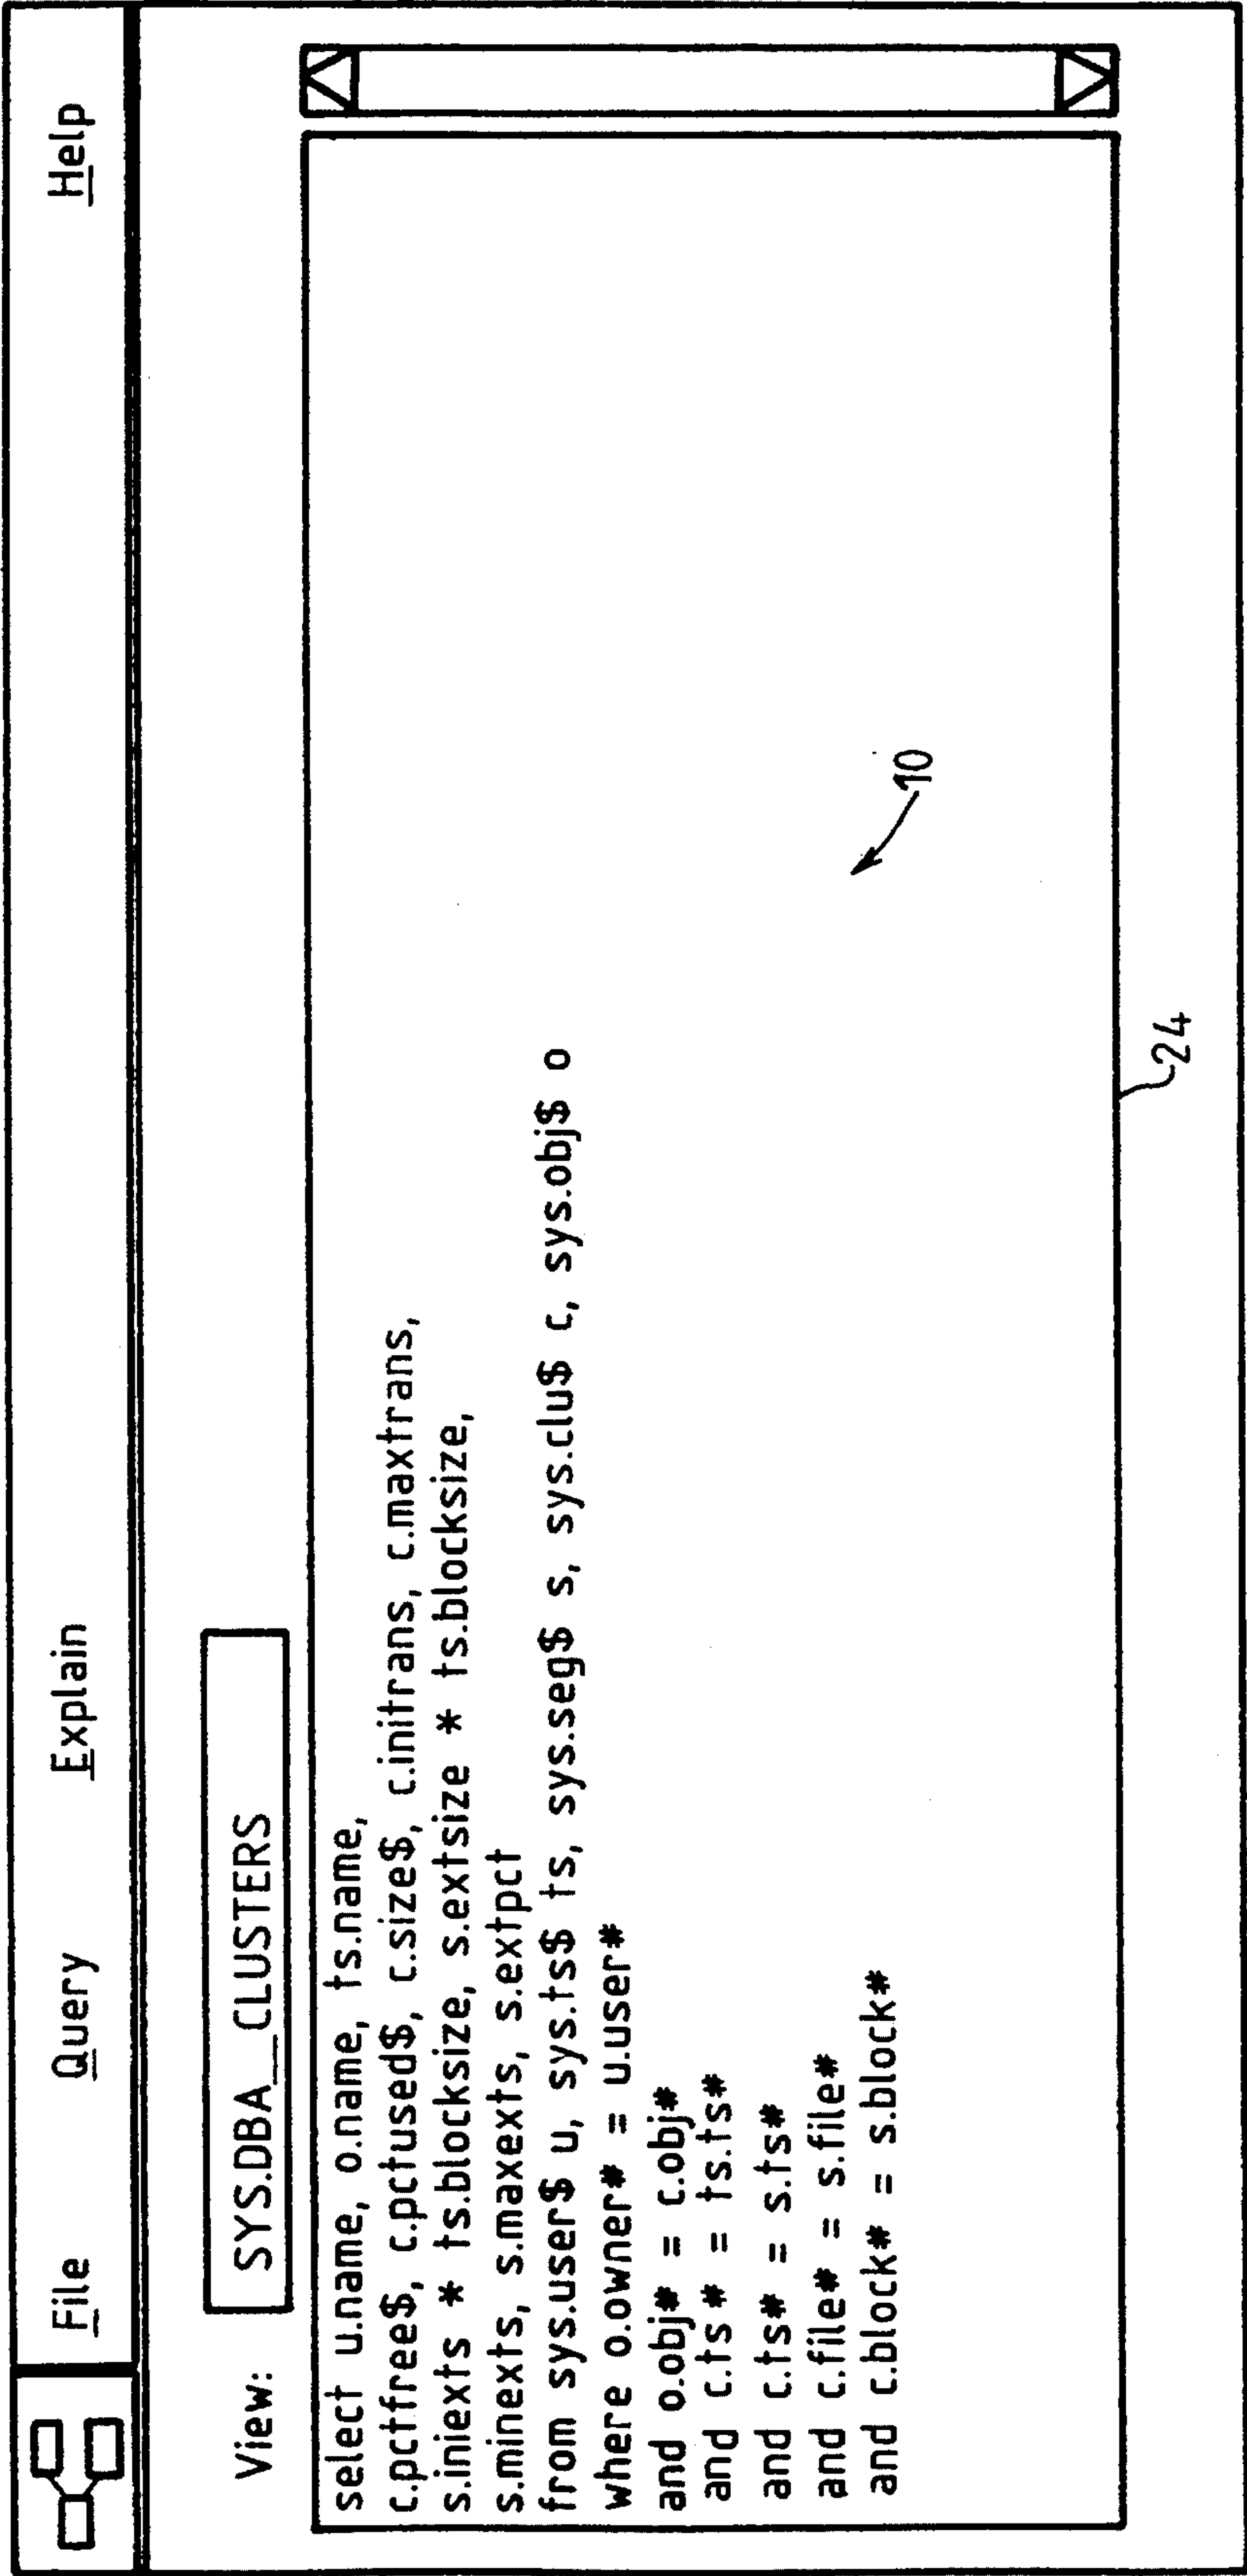 File Query Explain Help
View: SYS.DBA_CLUSTERS
select u.name, o.name, ts.name,
c.pctfree$, c.pctused$, c.size$, c.initrans, c.maxtrans,
s.iniexts * ts.blocksize, s.extsize * ts.blocksize,
s.minexts, s.maxexts, s.extpct
from sys.user$ u, sys.ts$ ts, sys.seg$ s, sys.clu$ c, sys.obj$ o
where o.owner# = u.user#
and o.obj# = c.obj#
and c.ts# = ts.ts#
and c.ts# = s.ts#
and c.file# = s.file#
and c.block# = s.block#
10
24